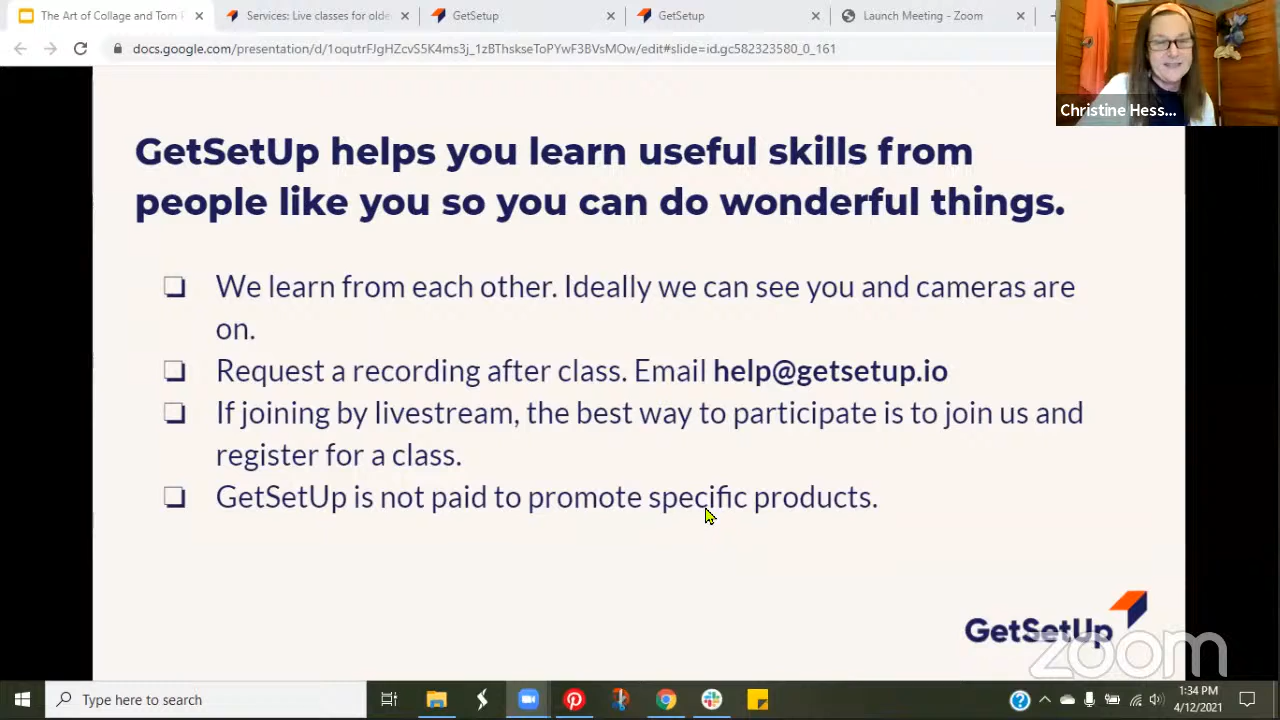 The Art of Collage and Torn
Services: Live classes for olde
GetSetup
GetSetup
Launch Meeting - Zoom
docs.google.com/presentation/d/1oqutrFJgHZcvS5K4ms3j_1zBThskseToPYwF3BVsMOw/edit#slide=id.gc582323580_0_161
Christine Hess...
GetSetUp helps you learn useful skills from
people like you so you can do wonderful things.
We learn from each other. Ideally we can see you and cameras are
on.
Request a recording after class. Email help@getsetup.io
If joining by livestream, the best way to participate is to join us and
register for a class.
GetSetUp is not paid to promote specific products.
GetSetUp
zoom
Type here to search
1:34 PM
4/12/2021